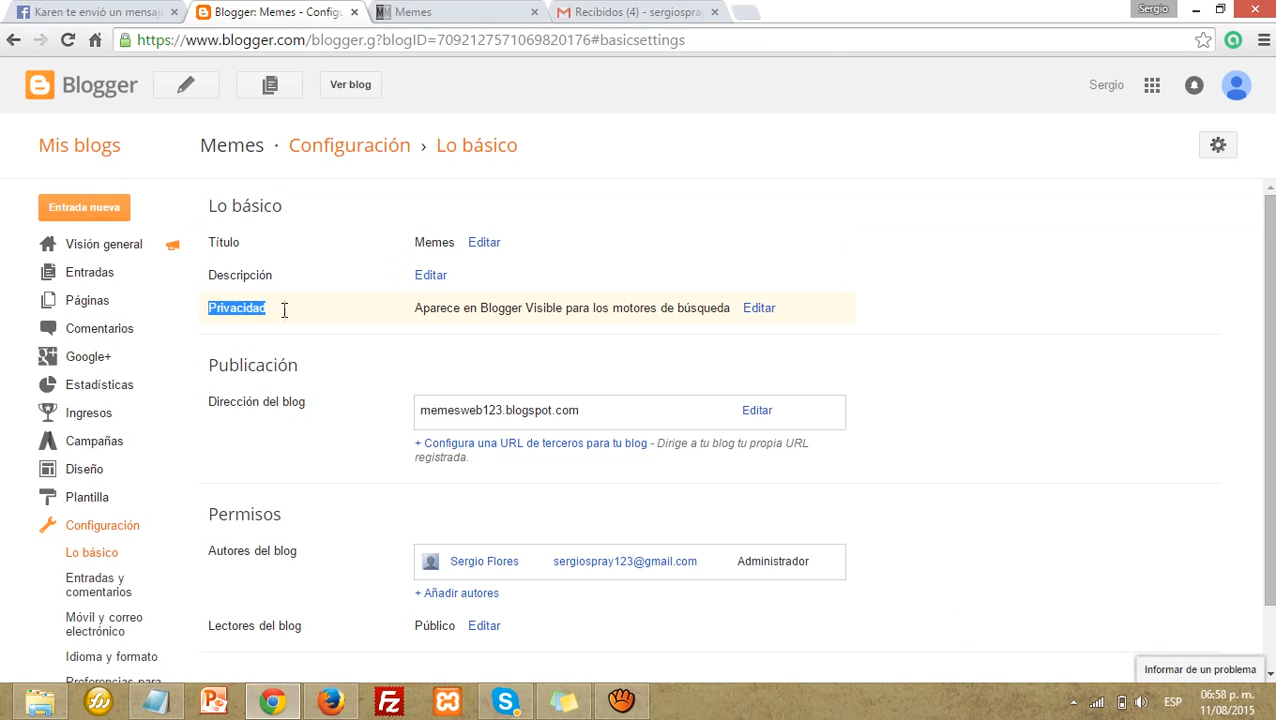 Karen te envió un mensaj
Blogger: Memes - Configu
Memes
Recibidos (4) - sergiospray
Sergio
https://www.blogger.com/blogger.g?blogID=7092127571069820176#basicsettings
Blogger
Ver blog
Sergio
Mis blogs
Memes · Configuración › Lo básico
Entrada nueva
Visión general
Entradas
Páginas
Comentarios
Google+
Estadísticas
Ingresos
Campañas
Diseño
Plantilla
Configuración
Lo básico
Entradas y
comentarios
Móvil y correo
electrónico
Idioma y formato
Preferencias para
Lo básico
Título Memes Editar
Descripción Editar
Privacidad Aparece en Blogger Visible para los motores de búsqueda Editar
Publicación
Dirección del blog memesweb123.blogspot.com Editar
+ Configura una URL de terceros para tu blog - Dirige a tu blog tu propia URL
registrada.
Permisos
Autores del blog Sergio Flores sergiospray123@gmail.com Administrador
+ Añadir autores
Lectores del blog Público Editar
Informar de un problema
ESP
06:58 p. m.
11/08/2015